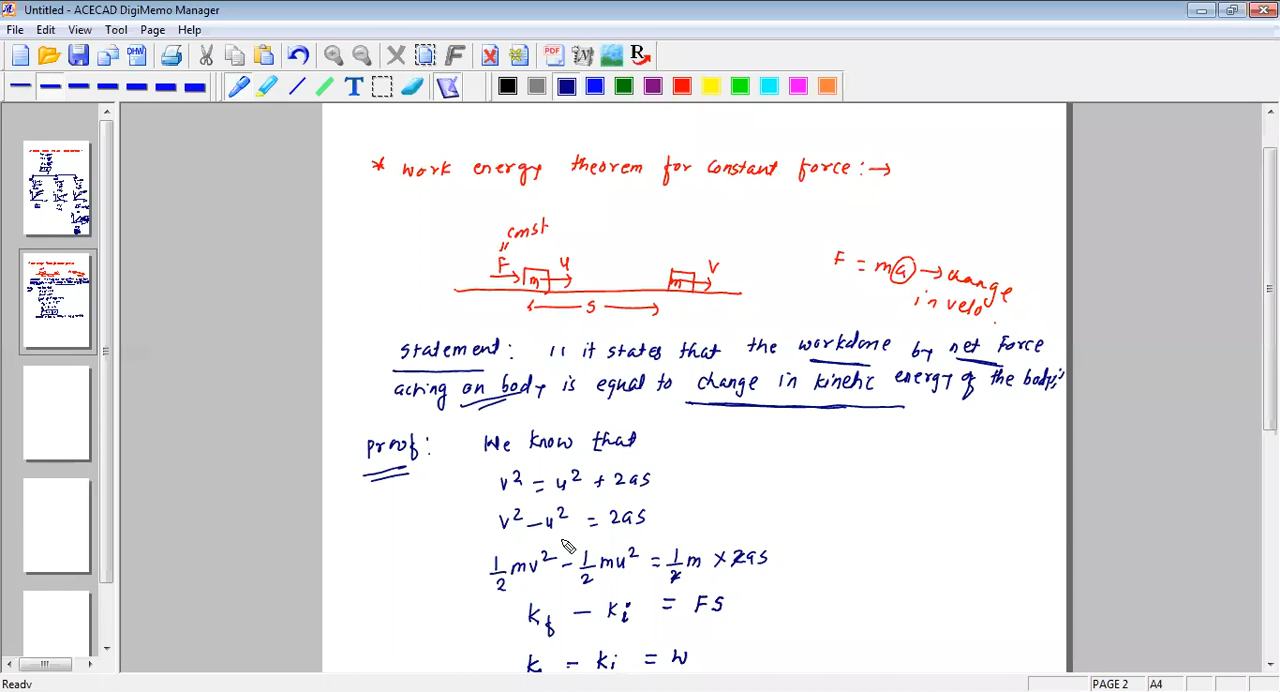 Untitled - ACECAD DigiMemo Manager
File Edit View Tool Page Help
* work energy theorem for constant force: →
const
F m u
m v
S
F = ma → change
in velo.
Statement: " it states that the workdone by net force
acting on body is equal to change in kinetic energy of the body"
Proof: We know that
v² = u² + 2as
v² - u² = 2as
1/2 mv² - 1/2 mu² = 1/2 m × 2as
kf - ki = FS
k - ki = W
Ready PAGE 2 A4